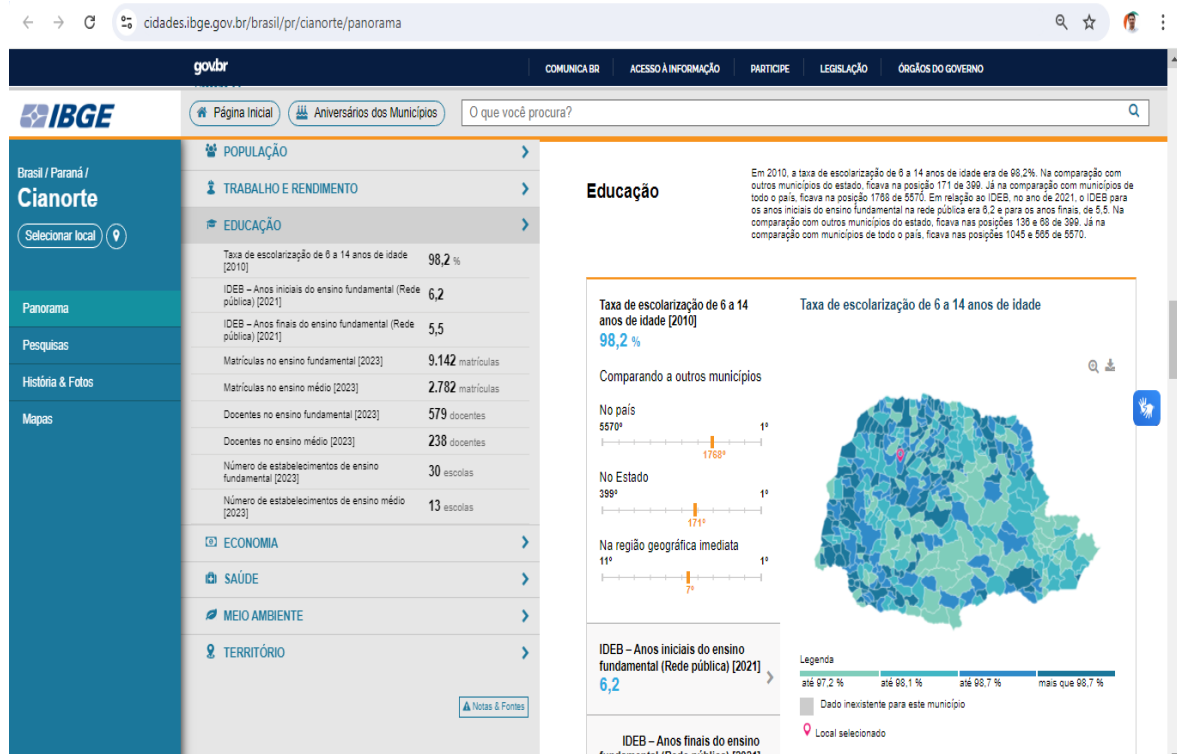 cidades.ibge.gov.br/brasil/pr/cianorte/panorama
govbr
COMUNICA BR
ACESSO À INFORMAÇÃO
PARTICIPE
LEGISLAÇÃO
ÓRGÃOS DO GOVERNO
IBGE
Página Inicial
Aniversários dos Municípios
O que você procura?
Brasil / Paraná /
Cianorte
Selecionar local
Panorama
Pesquisas
História & Fotos
Mapas
POPULAÇÃO
TRABALHO E RENDIMENTO
EDUCAÇÃO
Taxa de escolarização de 6 a 14 anos de idade
[2010]
98,2 %
IDEB – Anos iniciais do ensino fundamental (Rede
pública) [2021]
6,2
IDEB – Anos finais do ensino fundamental (Rede
pública) [2021]
5,5
Matrículas no ensino fundamental [2023]
9.142 matrículas
Matrículas no ensino médio [2023]
2.782 matrículas
Docentes no ensino fundamental [2023]
579 docentes
Docentes no ensino médio [2023]
238 docentes
Número de estabelecimentos de ensino
fundamental [2023]
30 escolas
Número de estabelecimentos de ensino médio
[2023]
13 escolas
ECONOMIA
SAÚDE
MEIO AMBIENTE
TERRITÓRIO
Notas & Fontes
Educação
Em 2010, a taxa de escolarização de 6 a 14 anos de idade era de 98,2%. Na comparação com
outros municípios do estado, ficava na posição 171 de 399. Já na comparação com municípios de
todo o país, ficava na posição 1768 de 5570. Em relação ao IDEB, no ano de 2021, o IDEB para
os anos iniciais do ensino fundamental na rede pública era 6,2 e para os anos finais, de 5,5. Na
comparação com outros municípios do estado, ficava nas posições 136 e 68 de 399. Já na
comparação com municípios de todo o país, ficava nas posições 1045 e 565 de 5570.
Taxa de escolarização de 6 a 14
anos de idade [2010]
98,2 %
Comparando a outros municípios
No país
5570º
1º
1768º
No Estado
399º
1º
171º
Na região geográfica imediata
11º
1º
7º
IDEB – Anos iniciais do ensino
fundamental (Rede pública) [2021]
6,2
IDEB – Anos finais do ensino
fundamental (Rede pública) [2021]
Taxa de escolarização de 6 a 14 anos de idade
Legenda
até 97,2 %
até 98,1 %
até 98,7 %
mais que 98,7 %
Dado inexistente para este município
Local selecionado